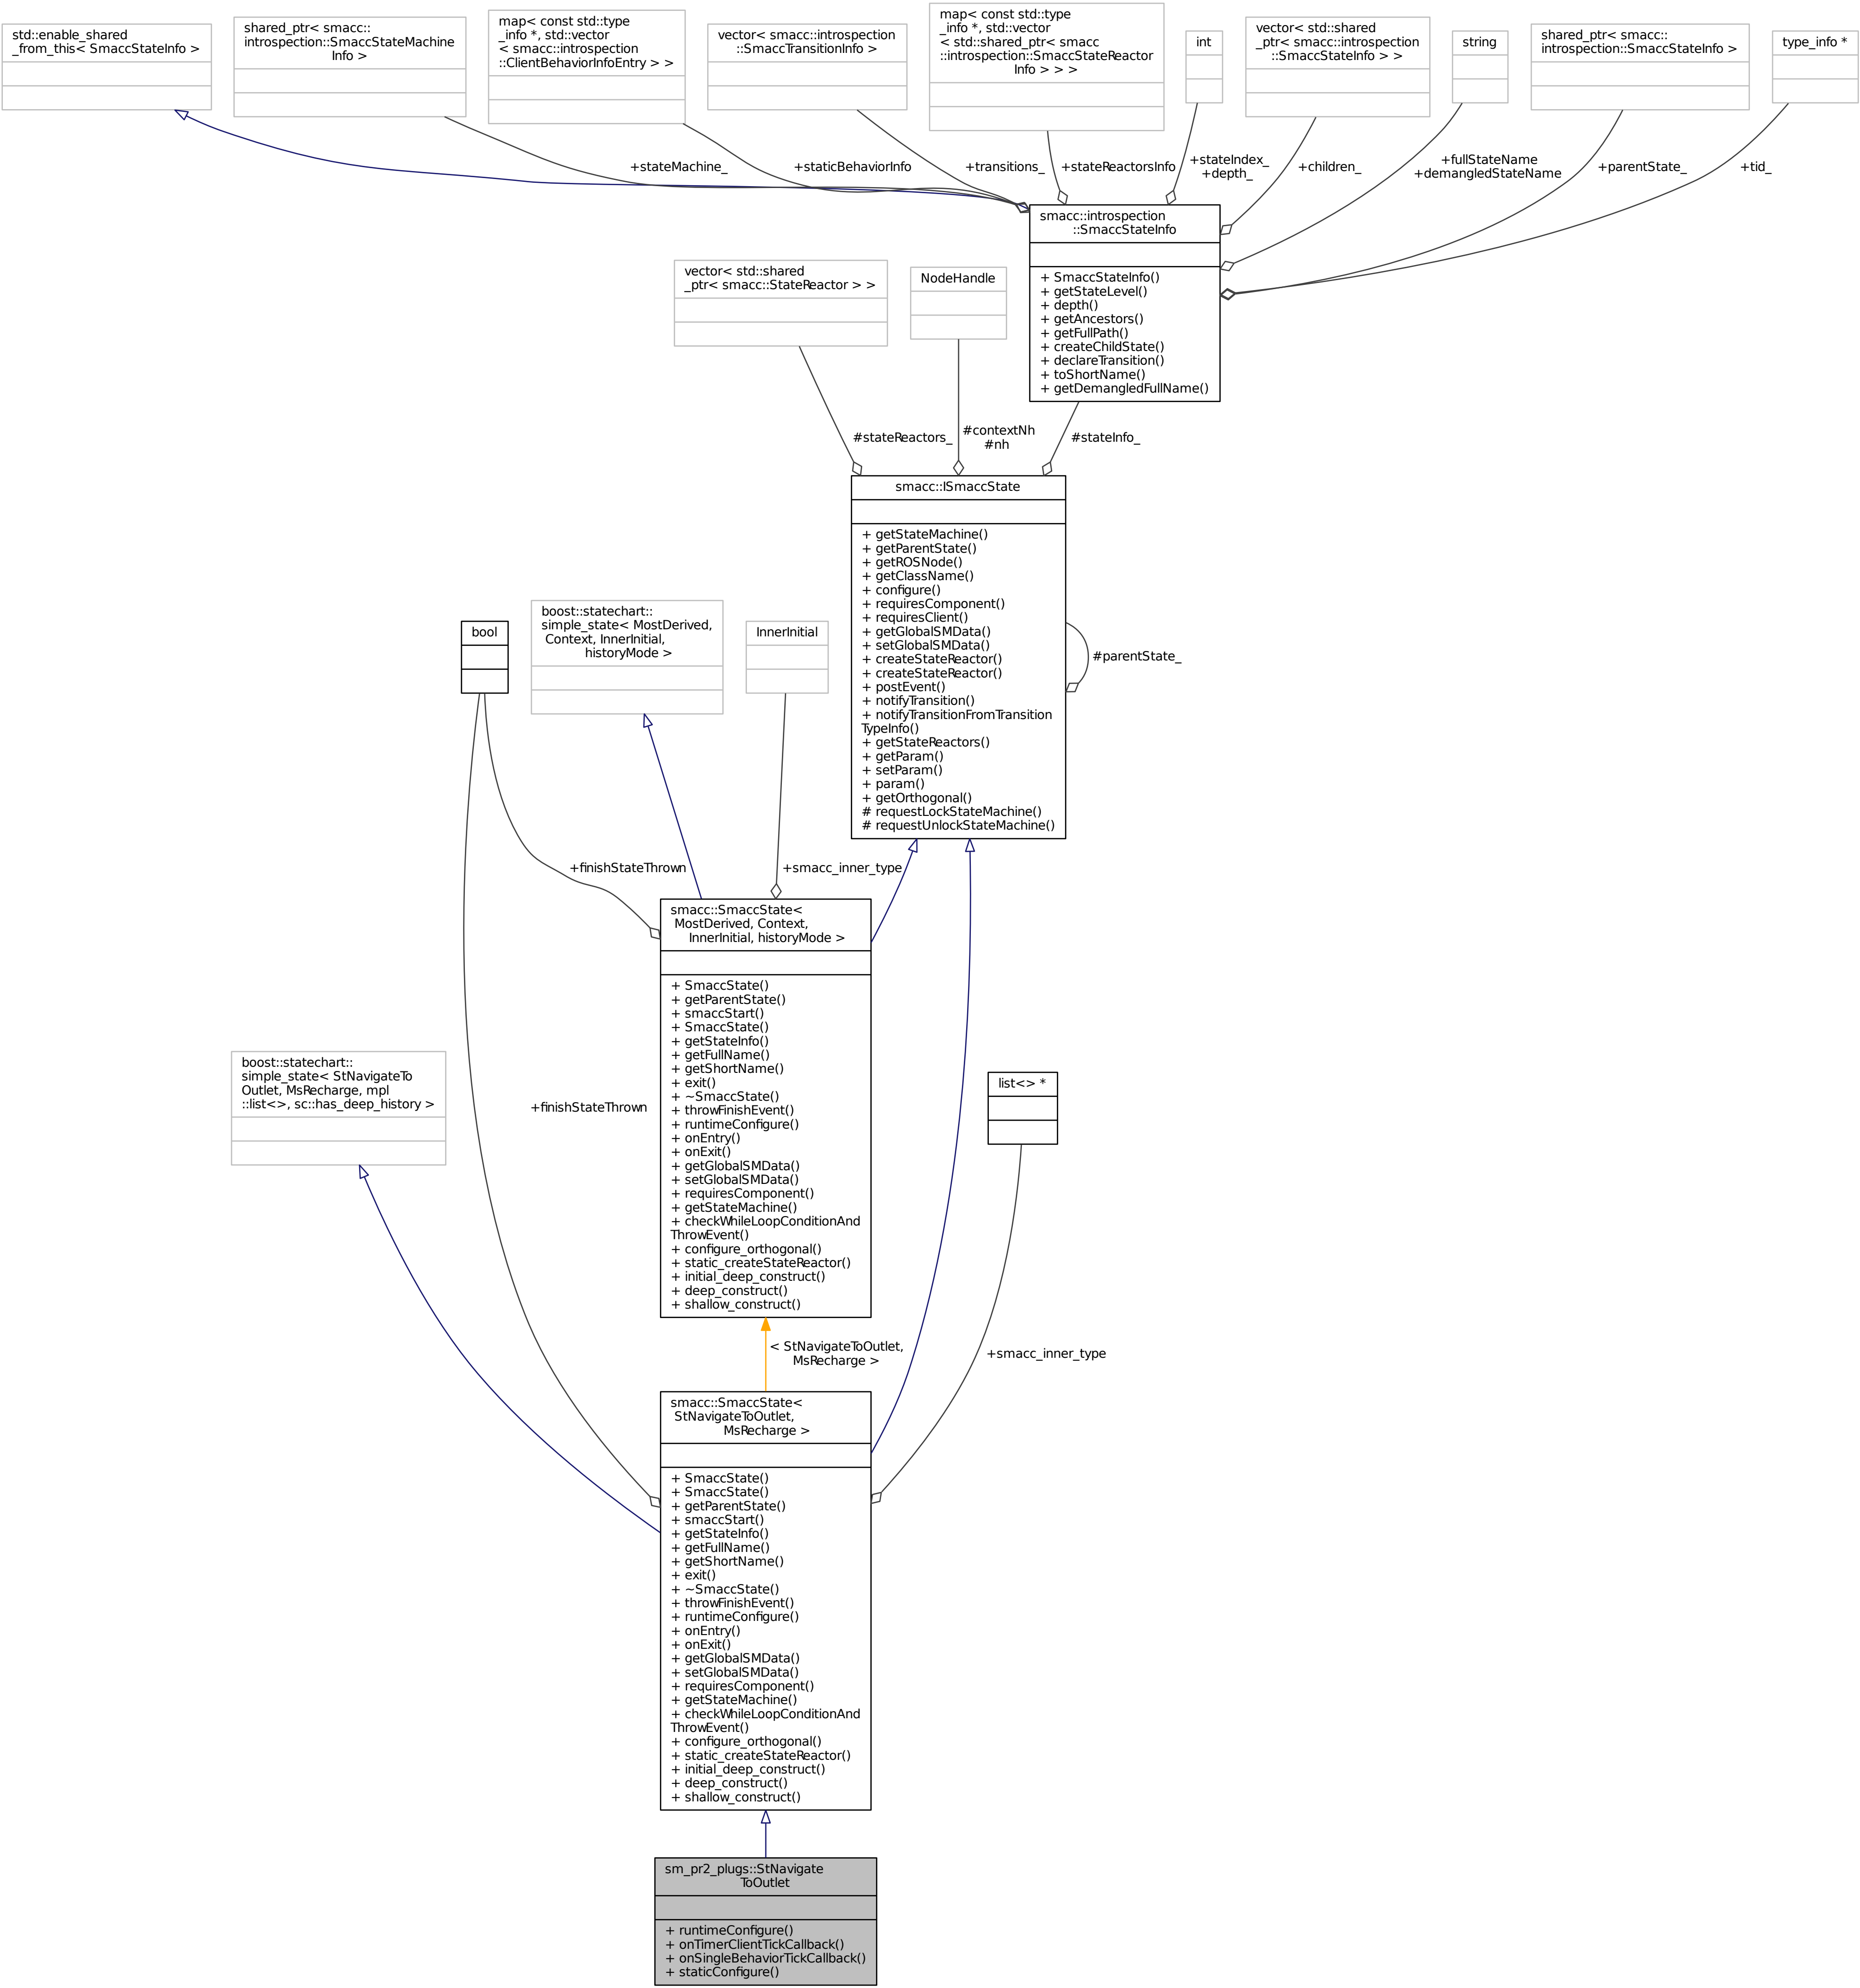 std::enable_shared
_from_this< SmaccStateInfo >
shared_ptr< smacc::
introspection::SmaccStateMachine
Info >
map< const std::type
_info *, std::vector
< smacc::introspection
::ClientBehaviorInfoEntry > >
vector< smacc::introspection
::SmaccTransitionInfo >
map< const std::type
_info *, std::vector
< std::shared_ptr< smacc
::introspection::SmaccStateReactor
Info > > >
int
vector< std::shared
_ptr< smacc::introspection
::SmaccStateInfo > >
string
shared_ptr< smacc::
introspection::SmaccStateInfo >
type_info *
+stateMachine_
+staticBehaviorInfo
+transitions_
+stateReactorsInfo
+stateIndex_
+depth_
+children_
+fullStateName
+demangledStateName
+parentState_
+tid_
smacc::introspection
::SmaccStateInfo
+ SmaccStateInfo()
+ getStateLevel()
+ depth()
+ getAncestors()
+ getFullPath()
+ createChildState()
+ declareTransition()
+ toShortName()
+ getDemangledFullName()
vector< std::shared
_ptr< smacc::StateReactor > >
NodeHandle
#stateReactors_
#contextNh
#nh
#stateInfo_
smacc::ISmaccState
+ getStateMachine()
+ getParentState()
+ getROSNode()
+ getClassName()
+ configure()
+ requiresComponent()
+ requiresClient()
+ getGlobalSMData()
+ setGlobalSMData()
+ createStateReactor()
+ createStateReactor()
+ postEvent()
+ notifyTransition()
+ notifyTransitionFromTransition
TypeInfo()
+ getStateReactors()
+ getParam()
+ setParam()
+ param()
+ getOrthogonal()
# requestLockStateMachine()
# requestUnlockStateMachine()
#parentState_
bool
boost::statechart::
simple_state< MostDerived,
Context, InnerInitial,
historyMode >
InnerInitial
+finishStateThrown
+smacc_inner_type
smacc::SmaccState<
MostDerived, Context,
InnerInitial, historyMode >
+ SmaccState()
+ getParentState()
+ smaccStart()
+ SmaccState()
+ getStateInfo()
+ getFullName()
+ getShortName()
+ exit()
+ ~SmaccState()
+ throwFinishEvent()
+ runtimeConfigure()
+ onEntry()
+ onExit()
+ getGlobalSMData()
+ setGlobalSMData()
+ requiresComponent()
+ getStateMachine()
+ checkWhileLoopConditionAnd
ThrowEvent()
+ configure_orthogonal()
+ static_createStateReactor()
+ initial_deep_construct()
+ deep_construct()
+ shallow_construct()
boost::statechart::
simple_state< StNavigateTo
Outlet, MsRecharge, mpl
::list<>, sc::has_deep_history >
+finishStateThrown
list<> *
< StNavigateToOutlet,
MsRecharge >
+smacc_inner_type
smacc::SmaccState<
StNavigateToOutlet,
MsRecharge >
+ SmaccState()
+ SmaccState()
+ getParentState()
+ smaccStart()
+ getStateInfo()
+ getFullName()
+ getShortName()
+ exit()
+ ~SmaccState()
+ throwFinishEvent()
+ runtimeConfigure()
+ onEntry()
+ onExit()
+ getGlobalSMData()
+ setGlobalSMData()
+ requiresComponent()
+ getStateMachine()
+ checkWhileLoopConditionAnd
ThrowEvent()
+ configure_orthogonal()
+ static_createStateReactor()
+ initial_deep_construct()
+ deep_construct()
+ shallow_construct()
sm_pr2_plugs::StNavigate
ToOutlet
+ runtimeConfigure()
+ onTimerClientTickCallback()
+ onSingleBehaviorTickCallback()
+ staticConfigure()